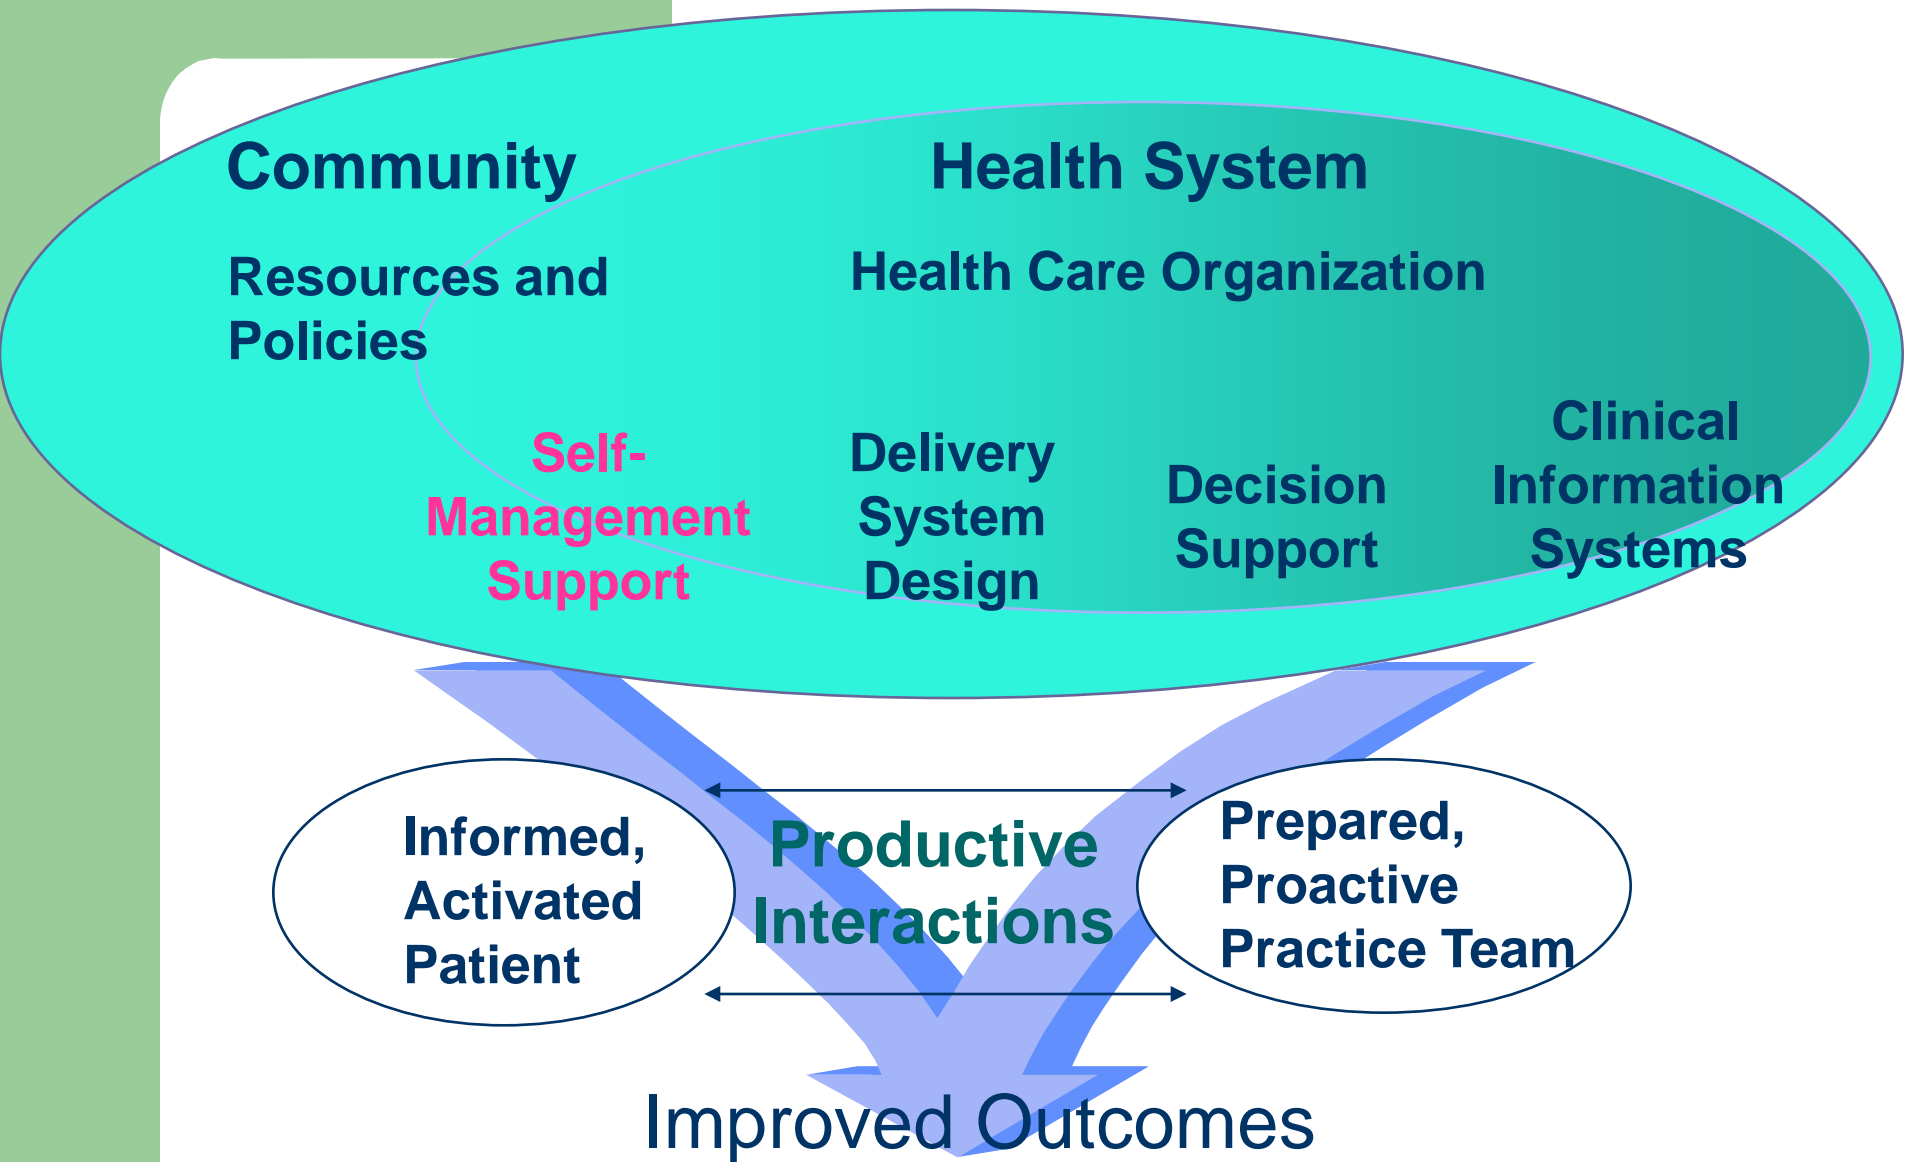 Community
Health System
Resources and
Policies
Health Care Organization
Self-
Management
Support
Delivery
System
Design
Decision
Support
Clinical
Information
Systems
Informed,
Activated
Patient
Productive
Interactions
Prepared,
Proactive
Practice Team
Improved Outcomes